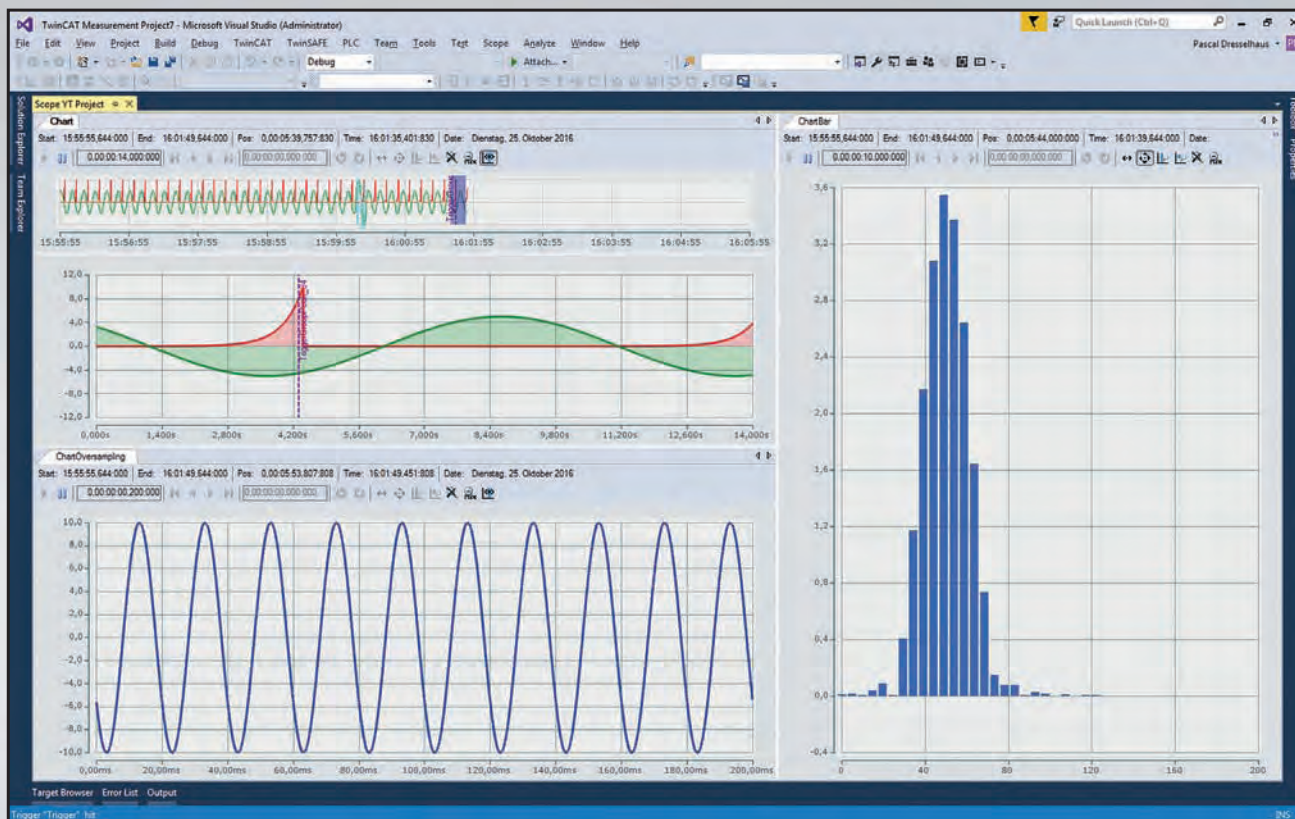 TwinCAT Measurement Project7 - Microsoft Visual Studio (Administrator)
Quick Launch (Ctrl+Q)
File Edit View Project Build Debug TwinCAT TwinSAFE PLC Team Tools Test Scope Analyze Window Help
Pascal Dresselhaus
Debug
Attach...
Solution Explorer
Team Explorer
Toolbox
Properties
Scope YT Project
Chart
Start: 15:55:55,644:000 End: 16:01:49,644:000 Pos: 0,00:05:39,757:830 Time: 16:01:35,401:830 Date: Dienstag, 25. Oktober 2016
0,00:00:14,000:000 0,00:00:00,000:000
15:55:55 15:56:55 15:57:55 15:58:55 15:59:55 16:00:55 16:01:55 16:02:55 16:03:55 16:04:55 16:05:55
12,0
8,0
4,0
0,0
-4,0
-8,0
-12,0
0,000s 1,400s 2,800s 4,200s 5,600s 7,000s 8,400s 9,800s 11,200s 12,600s 14,000s
ChartOversampling
Start: 15:55:55,644:000 End: 16:01:49,644:000 Pos: 0,00:05:53,807:808 Time: 16:01:49,451:808 Date: Dienstag, 25. Oktober 2016
0,00:00:00,200:000 0,00:00:00,000:000
10,0
8,0
6,0
4,0
2,0
0,0
-2,0
-4,0
-6,0
-8,0
-10,0
0,00ms 20,00ms 40,00ms 60,00ms 80,00ms 100,00ms 120,00ms 140,00ms 160,00ms 180,00ms 200,00ms
ChartBar
Start: 15:55:55,644:000 End: 16:01:49,644:000 Pos: 0,00:05:44,000:000 Time: 16:01:39,644:000 Date:
0,00:00:10,000:000 0,00:00:00,000:000
3,6
3,2
2,8
2,4
2,0
1,6
1,2
0,8
0,4
0,0
-0,4
0 40 80 120 160 200
Target Browser Error List Output
Trigger "Trigger" hit
INS